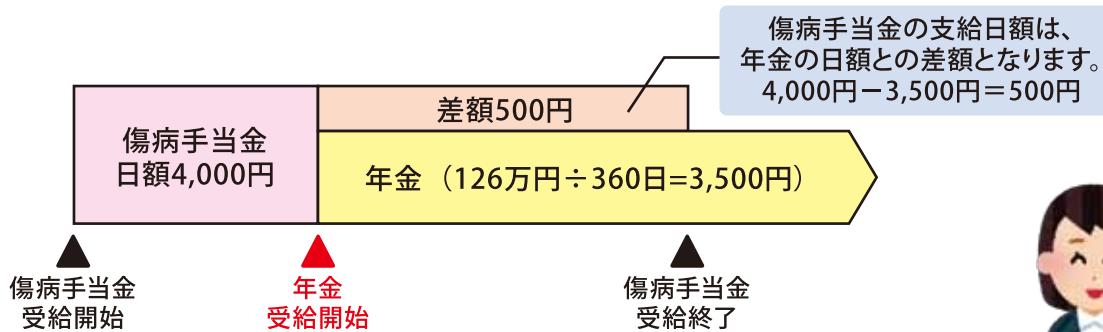 傷病手当金の支給日額は、
年金の日額との差額となります。
4,000円－3,500円＝500円
傷病手当金
日額4,000円
差額500円
年金（126万円÷360日=3,500円）
傷病手当金
受給開始
年金
受給開始
傷病手当金
受給終了